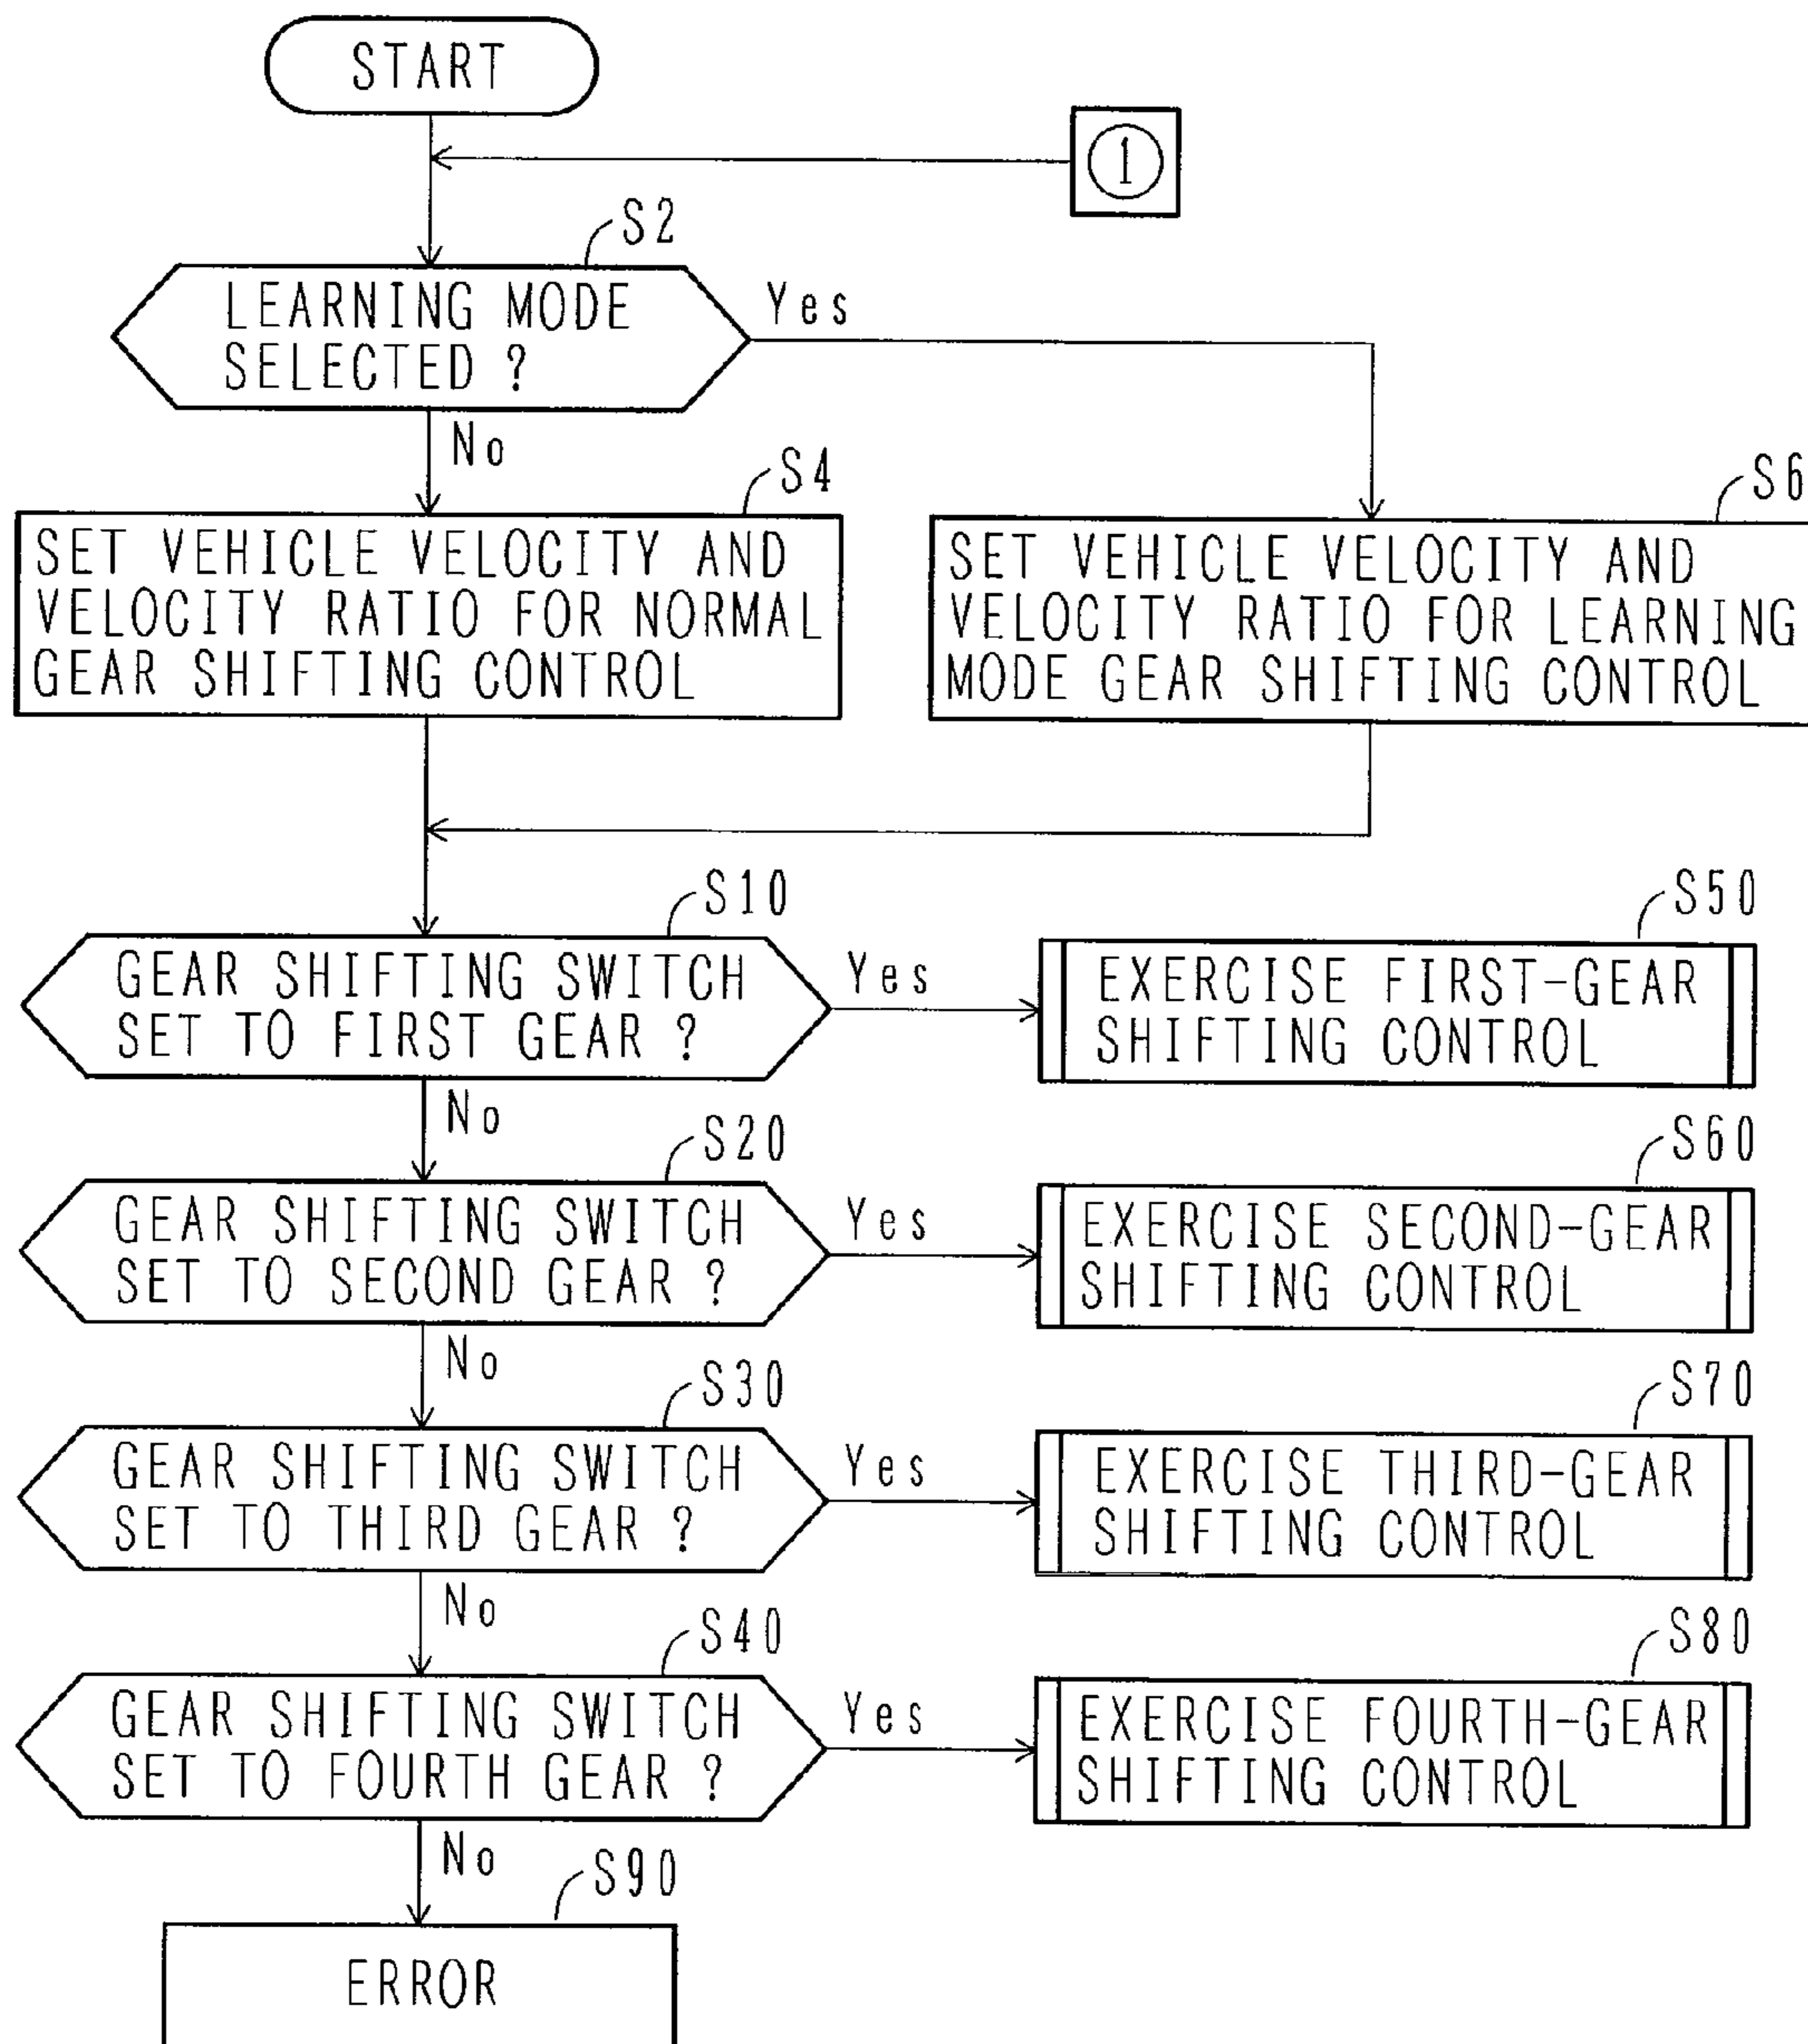 START
1
S2
LEARNING MODE
SELECTED ?
Yes
No
S4
SET VEHICLE VELOCITY AND
VELOCITY RATIO FOR NORMAL
GEAR SHIFTING CONTROL
S6
SET VEHICLE VELOCITY AND
VELOCITY RATIO FOR LEARNING
MODE GEAR SHIFTING CONTROL
S10
GEAR SHIFTING SWITCH
SET TO FIRST GEAR ?
Yes
S50
EXERCISE FIRST-GEAR
SHIFTING CONTROL
No
S20
GEAR SHIFTING SWITCH
SET TO SECOND GEAR ?
Yes
S60
EXERCISE SECOND-GEAR
SHIFTING CONTROL
No
S30
GEAR SHIFTING SWITCH
SET TO THIRD GEAR ?
Yes
S70
EXERCISE THIRD-GEAR
SHIFTING CONTROL
No
S40
GEAR SHIFTING SWITCH
SET TO FOURTH GEAR ?
Yes
S80
EXERCISE FOURTH-GEAR
SHIFTING CONTROL
No
S90
ERROR